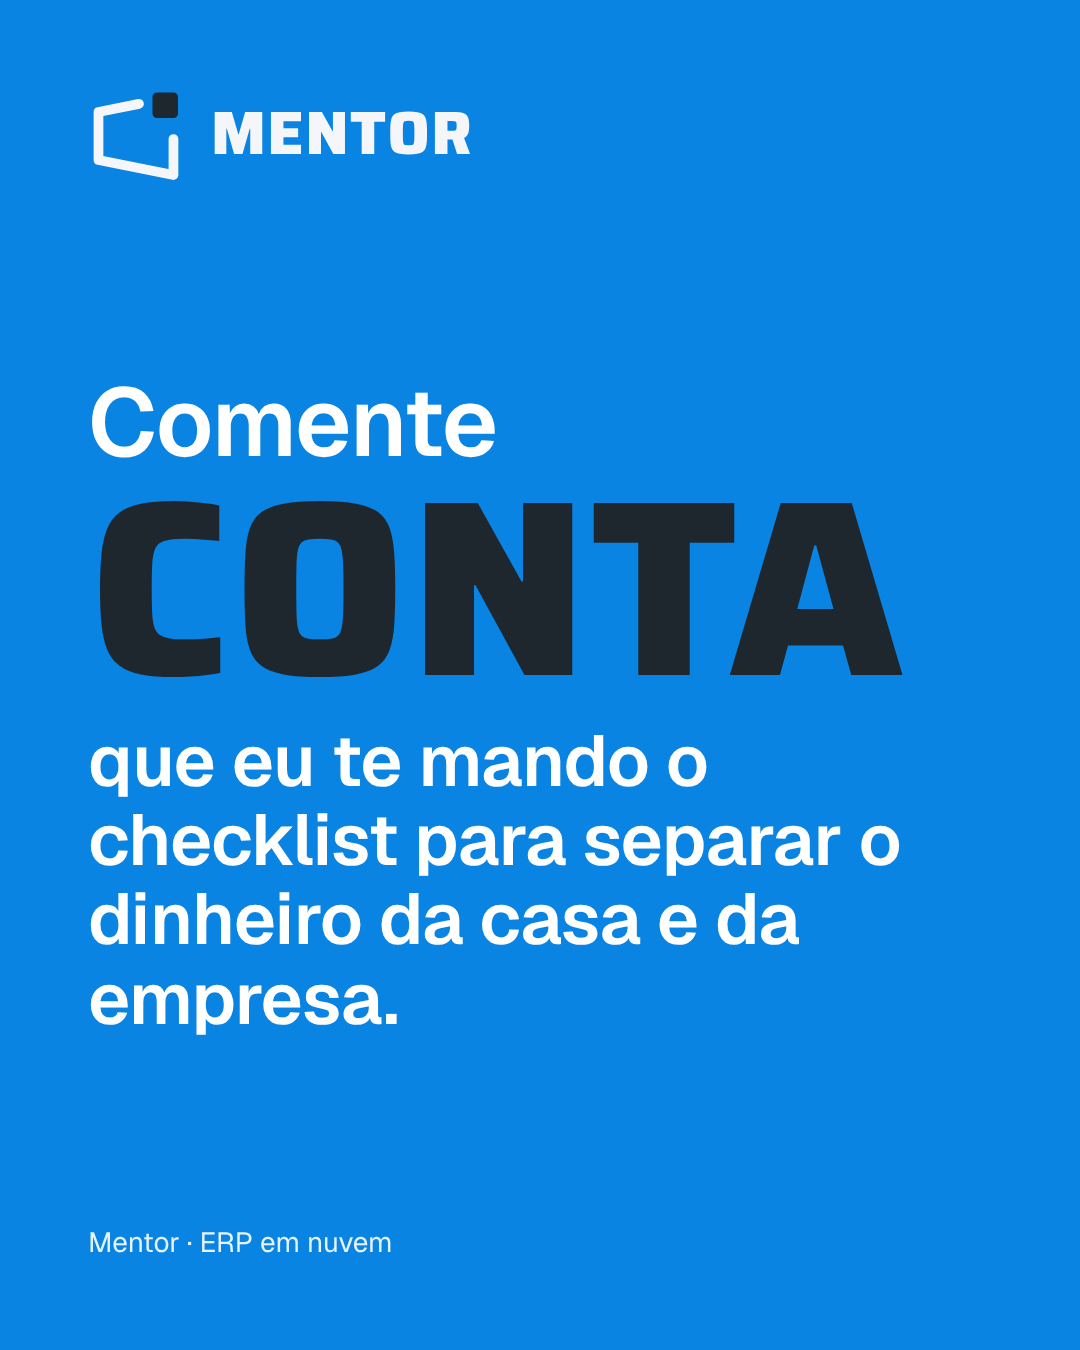 MENTOR
Comente
CONTA
que eu te mando o
checklist para separar o
dinheiro da casa e da
empresa.
Mentor · ERP em nuvem